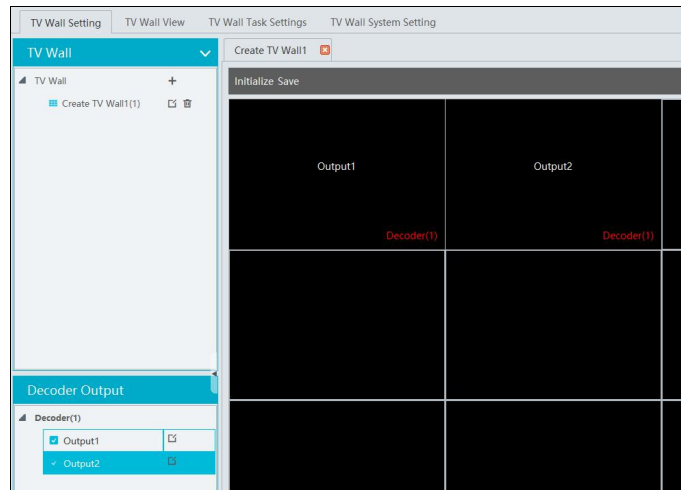 TV Wall Setting TV Wall View TV Wall Task Settings TV Wall System Setting
TV Wall
Create TV Wall1
TV Wall
Initialize Save
Create TV Wall1(1)
Output1 Output2
Decoder(1) Decoder(1)
Decoder Output
Decoder(1)
Output1
Output2